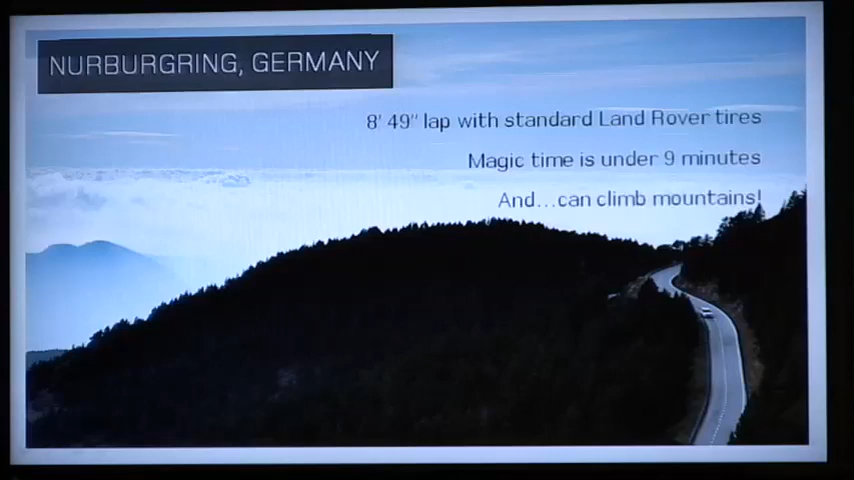 NURBURGRING, GERMANY
8' 49" lap with standard Land Rover tires
Magic time is under 9 minutes
And...can climb mountains!